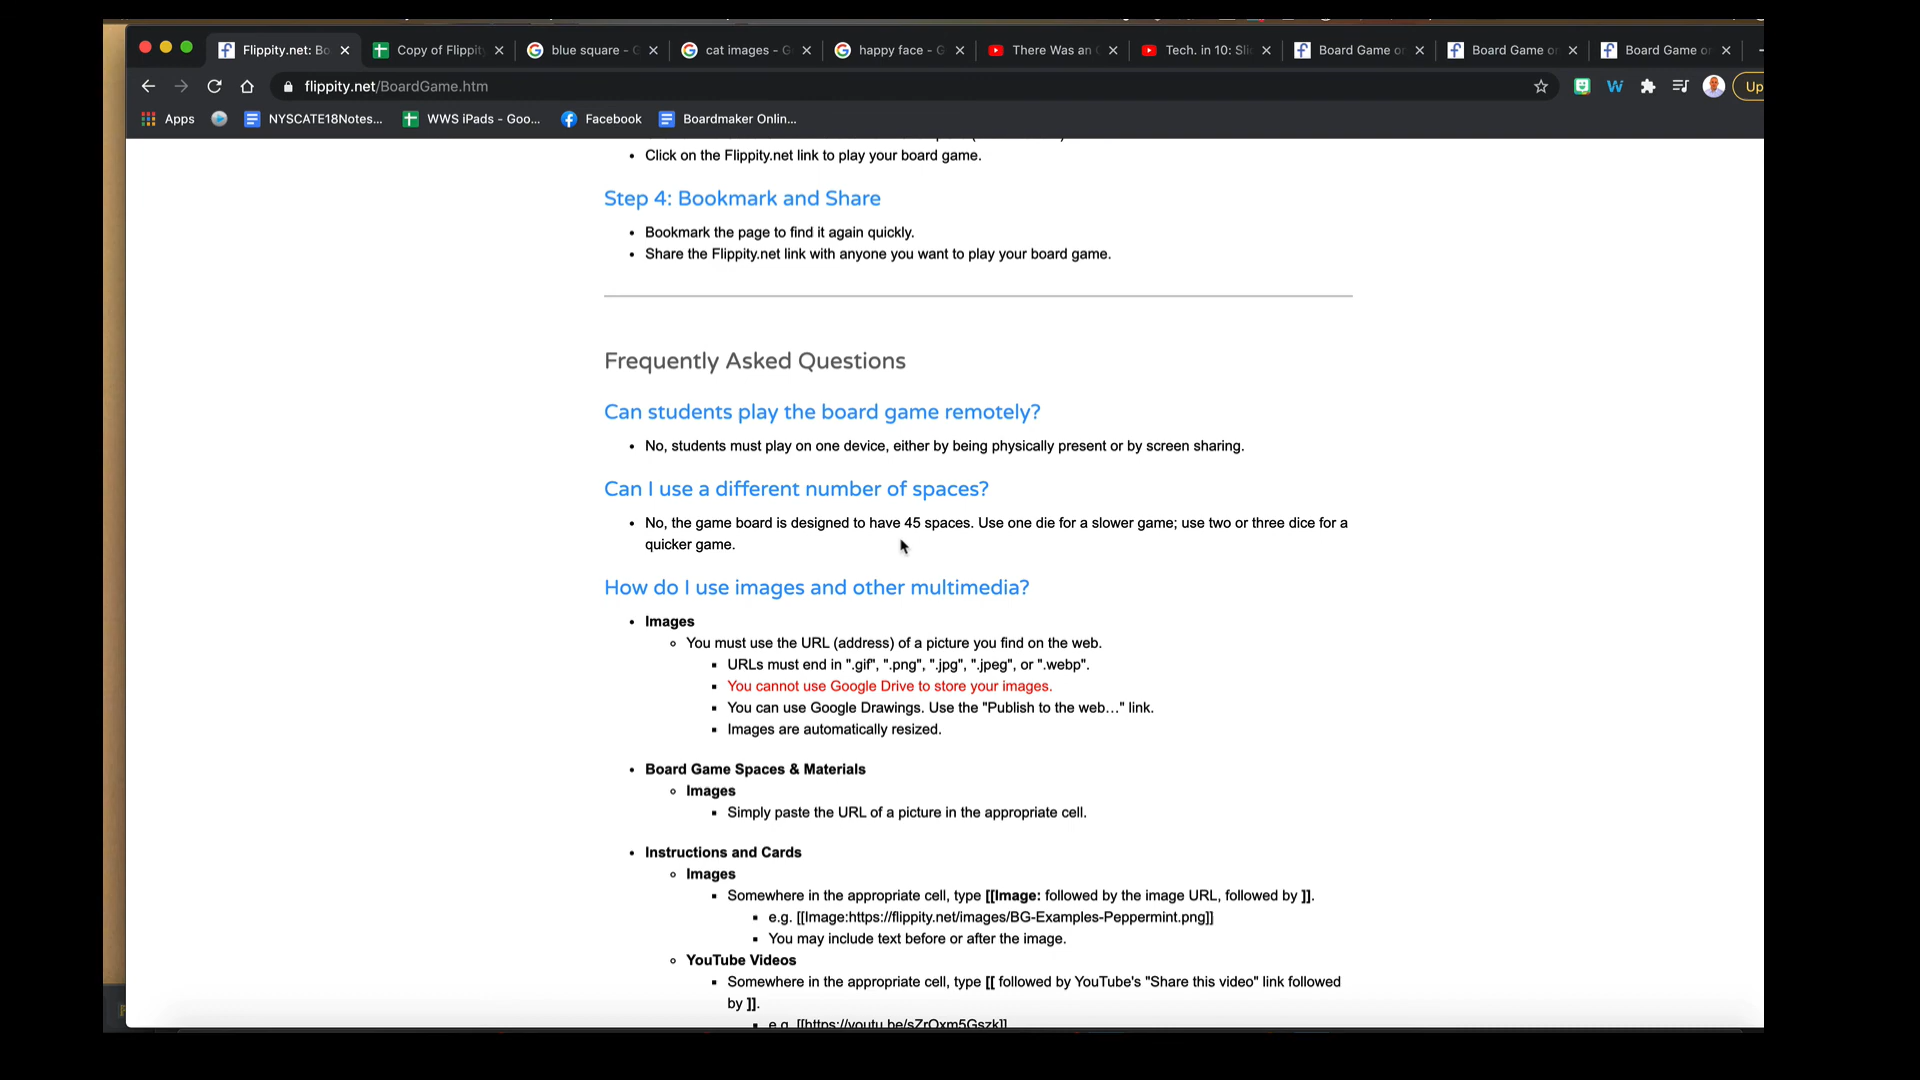 Flippity.net: Bo
Copy of Flippit
blue square - G
cat images - G
happy face - G
There Was an
Tech. in 10: Sli
Board Game or
Board Game or
Board Game or
flippity.net/BoardGame.htm
Up
Apps
NYSCATE18Notes...
WWS iPads - Goo...
Facebook
Boardmaker Onlin...
• Click on the Flippity.net link to play your board game.
Step 4: Bookmark and Share
• Bookmark the page to find it again quickly.
• Share the Flippity.net link with anyone you want to play your board game.
Frequently Asked Questions
Can students play the board game remotely?
• No, students must play on one device, either by being physically present or by screen sharing.
Can I use a different number of spaces?
• No, the game board is designed to have 45 spaces. Use one die for a slower game; use two or three dice for a
quicker game.
How do I use images and other multimedia?
• Images
You must use the URL (address) of a picture you find on the web.
URLs must end in ".gif", ".png", ".jpg", ".jpeg", or ".webp".
You cannot use Google Drive to store your images.
You can use Google Drawings. Use the "Publish to the web…" link.
Images are automatically resized.
• Board Game Spaces & Materials
Images
Simply paste the URL of a picture in the appropriate cell.
• Instructions and Cards
Images
Somewhere in the appropriate cell, type [[Image: followed by the image URL, followed by ]].
e.g. [[Image:https://flippity.net/images/BG-Examples-Peppermint.png]]
You may include text before or after the image.
YouTube Videos
Somewhere in the appropriate cell, type [[ followed by YouTube's "Share this video" link followed
by ]].
e.g. [[https://youtu.be/sZrOxm5Gszk]]